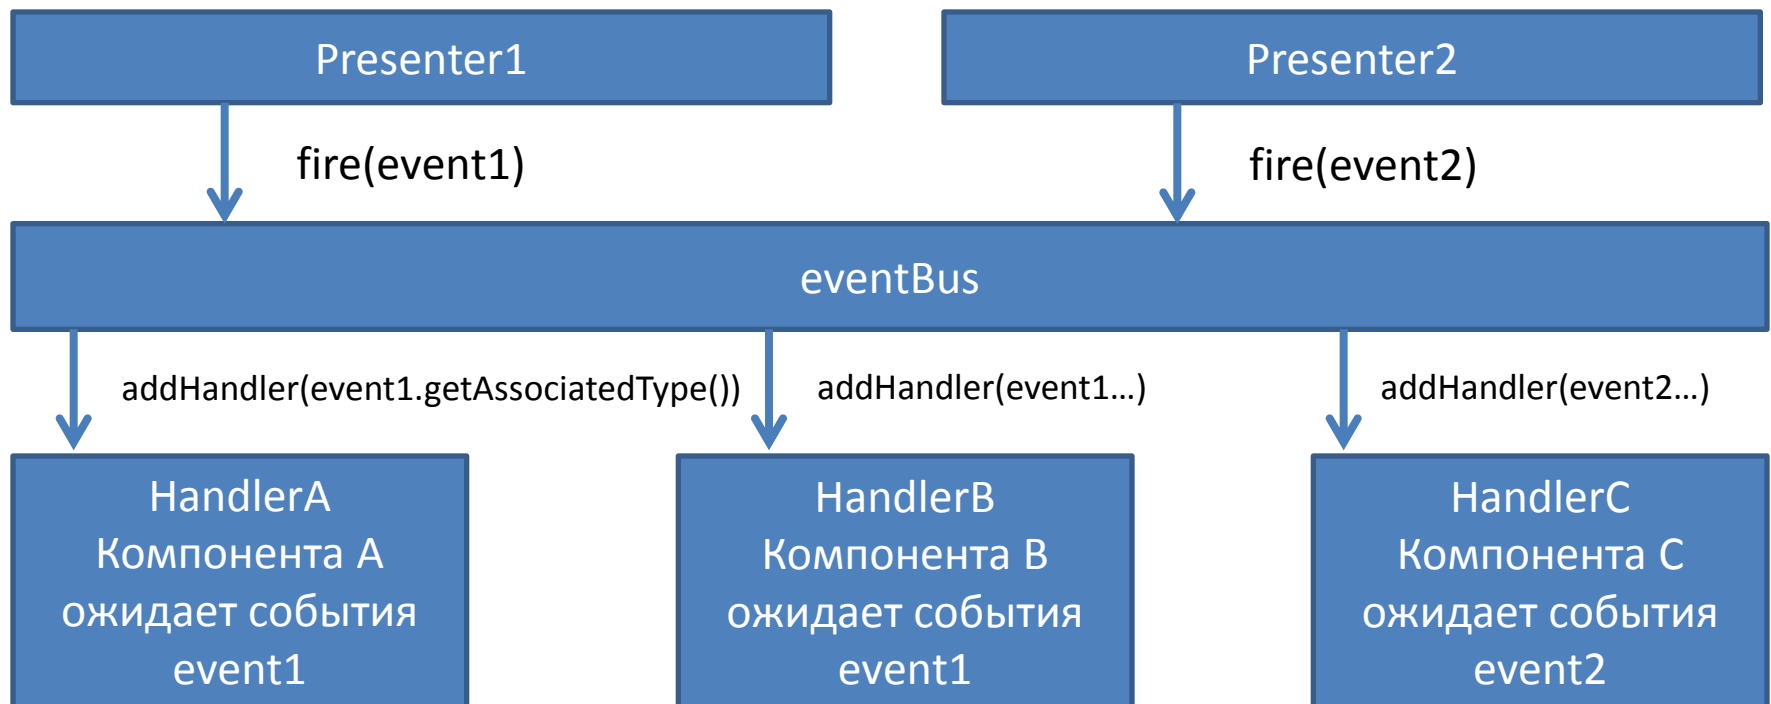 Presenter1
Presenter2
fire(event1)
fire(event2)
eventBus
addHandler(event1.getAssociatedType())
addHandler(event1...)
addHandler(event2...)
HandlerA
Компонента A
ожидает события
event1
HandlerB
Компонента B
ожидает события
event1
HandlerC
Компонента C
ожидает события
event2